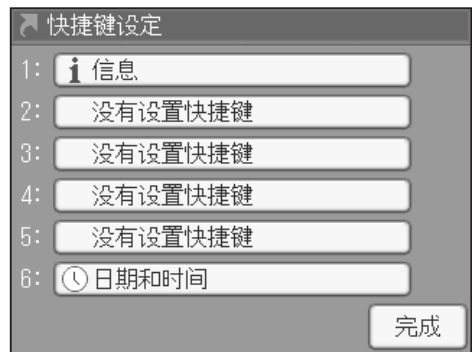 快捷键设定
1: 信息
2: 没有设置快捷键
3: 没有设置快捷键
4: 没有设置快捷键
5: 没有设置快捷键
6: 日期和时间
完成